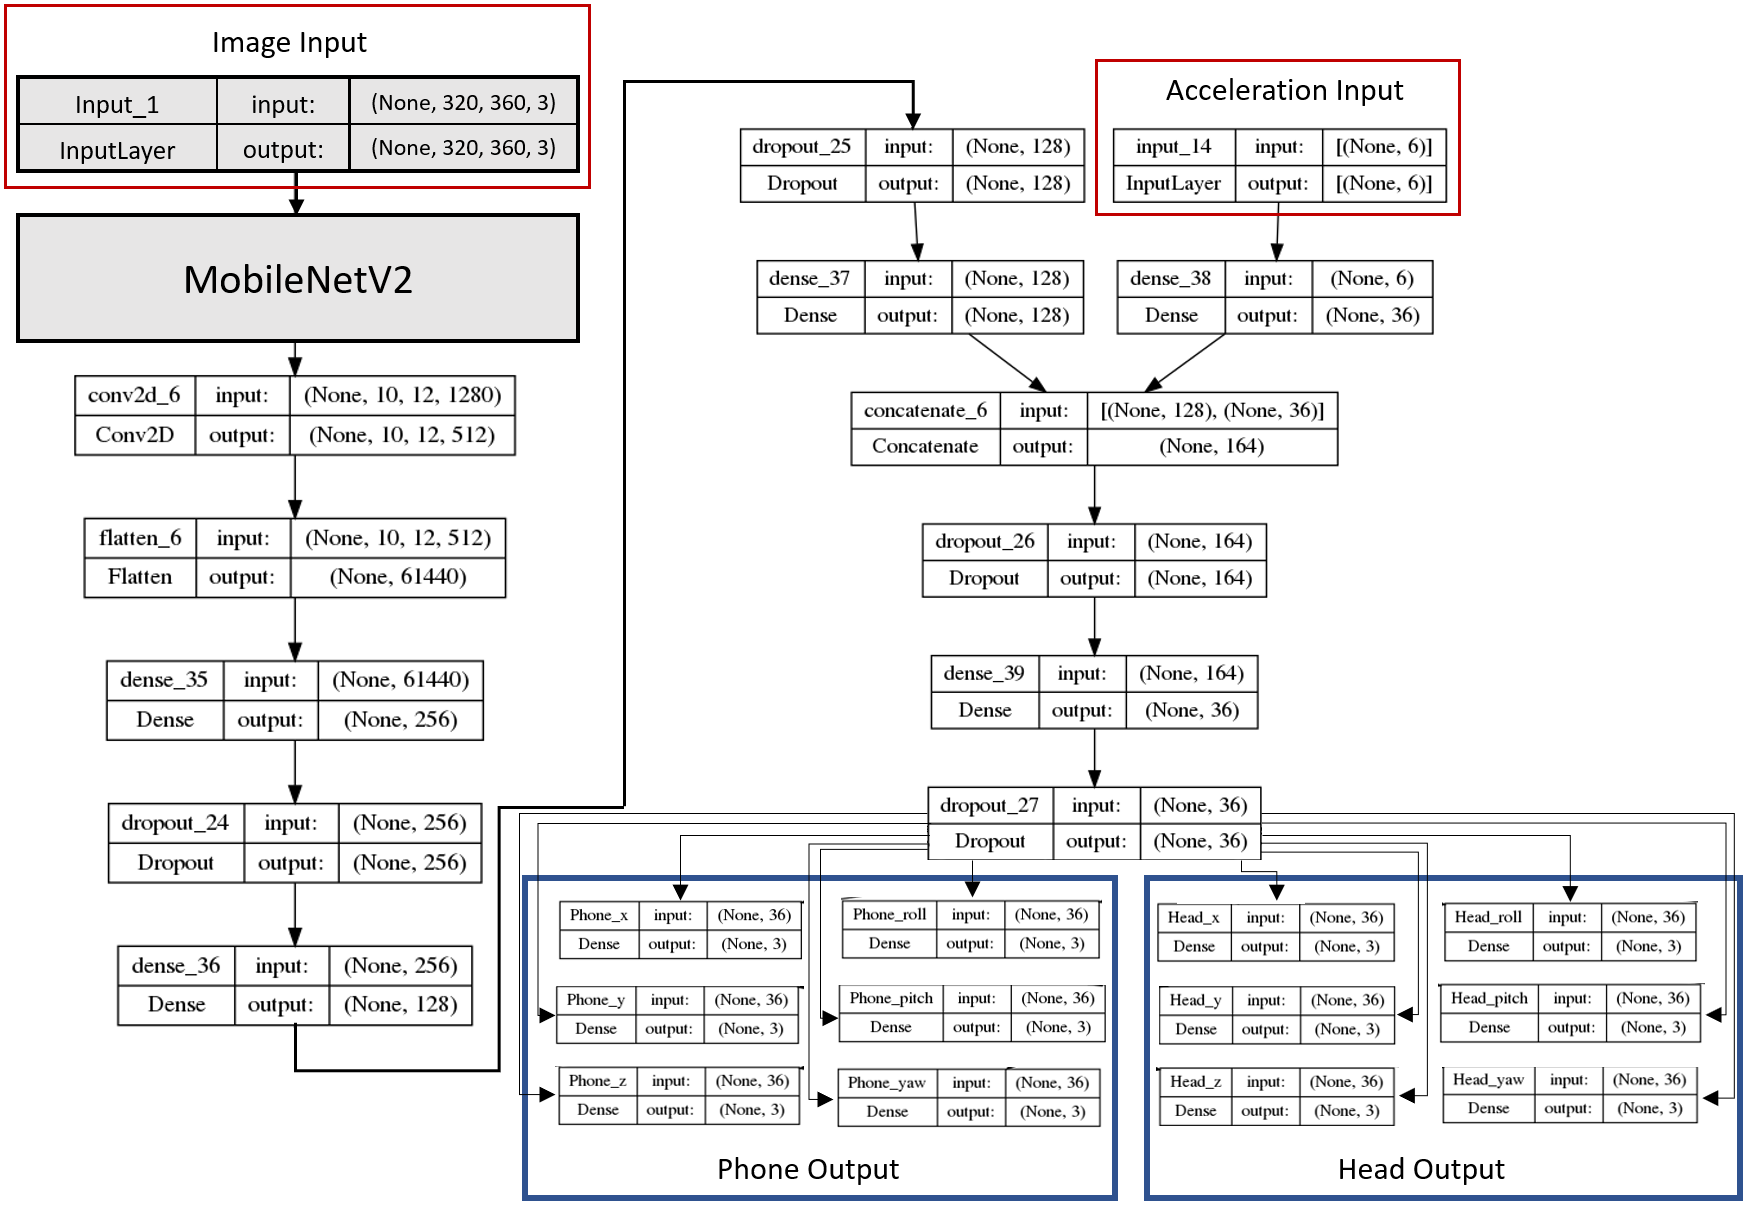 Image Input
Input_1 input: (None, 320, 360, 3)
InputLayer output: (None, 320, 360, 3)
MobileNetV2
conv2d_6 input: (None, 10, 12, 1280)
Conv2D output: (None, 10, 12, 512)
flatten_6 input: (None, 10, 12, 512)
Flatten output: (None, 61440)
dense_35 input: (None, 61440)
Dense output: (None, 256)
dropout_24 input: (None, 256)
Dropout output: (None, 256)
dense_36 input: (None, 256)
Dense output: (None, 128)
dropout_25 input: (None, 128)
Dropout output: (None, 128)
Acceleration Input
input_14 input: [(None, 6)]
InputLayer output: [(None, 6)]
dense_37 input: (None, 128)
Dense output: (None, 128)
dense_38 input: (None, 6)
Dense output: (None, 36)
concatenate_6 input: [(None, 128), (None, 36)]
Concatenate output: (None, 164)
dropout_26 input: (None, 164)
Dropout output: (None, 164)
dense_39 input: (None, 164)
Dense output: (None, 36)
dropout_27 input: (None, 36)
Dropout output: (None, 36)
Phone_x input: (None, 36)
Dense output: (None, 3)
Phone_roll input: (None, 36)
Dense output: (None, 3)
Phone_y input: (None, 36)
Dense output: (None, 3)
Phone_pitch input: (None, 36)
Dense output: (None, 3)
Phone_z input: (None, 36)
Dense output: (None, 3)
Phone_yaw input: (None, 36)
Dense output: (None, 3)
Phone Output
Head_x input: (None, 36)
Dense output: (None, 3)
Head_roll input: (None, 36)
Dense output: (None, 3)
Head_y input: (None, 36)
Dense output: (None, 3)
Head_pitch input: (None, 36)
Dense output: (None, 3)
Head_z input: (None, 36)
Dense output: (None, 3)
Head_yaw input: (None, 36)
Dense output: (None, 3)
Head Output